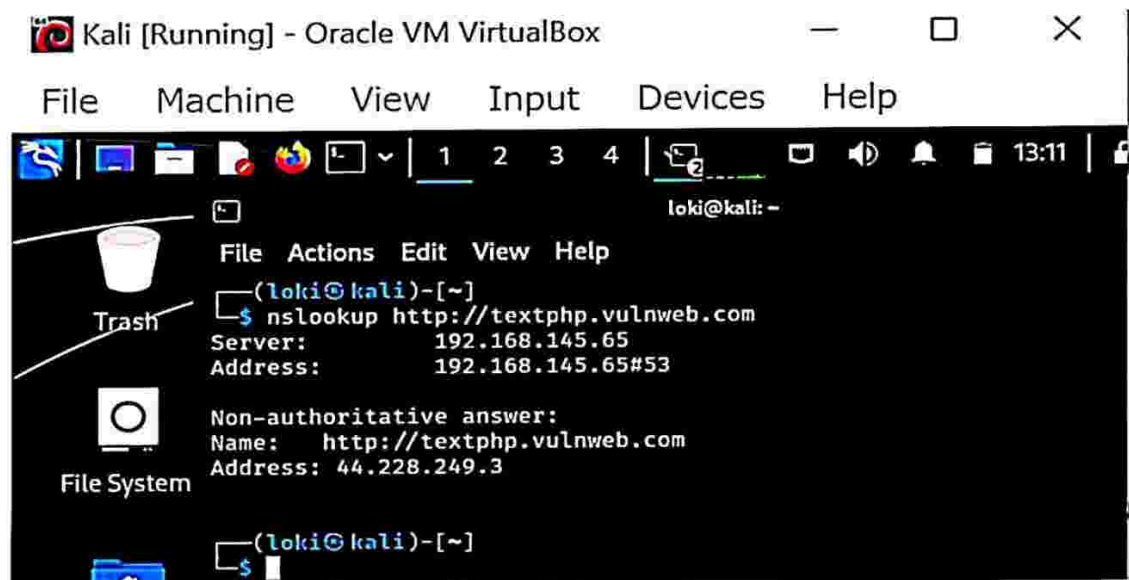 Kali [Running] - Oracle VM VirtualBox
File Machine View Input Devices Help
1 2 3 4 2 13:11
loki@kali: ~
File Actions Edit View Help
(loki㉿kali)-[~]
$ nslookup http://textphp.vulnweb.com
Server: 192.168.145.65
Address: 192.168.145.65#53
Non-authoritative answer:
Name: http://textphp.vulnweb.com
Address: 44.228.249.3
(loki㉿kali)-[~]
$
Trash
File System